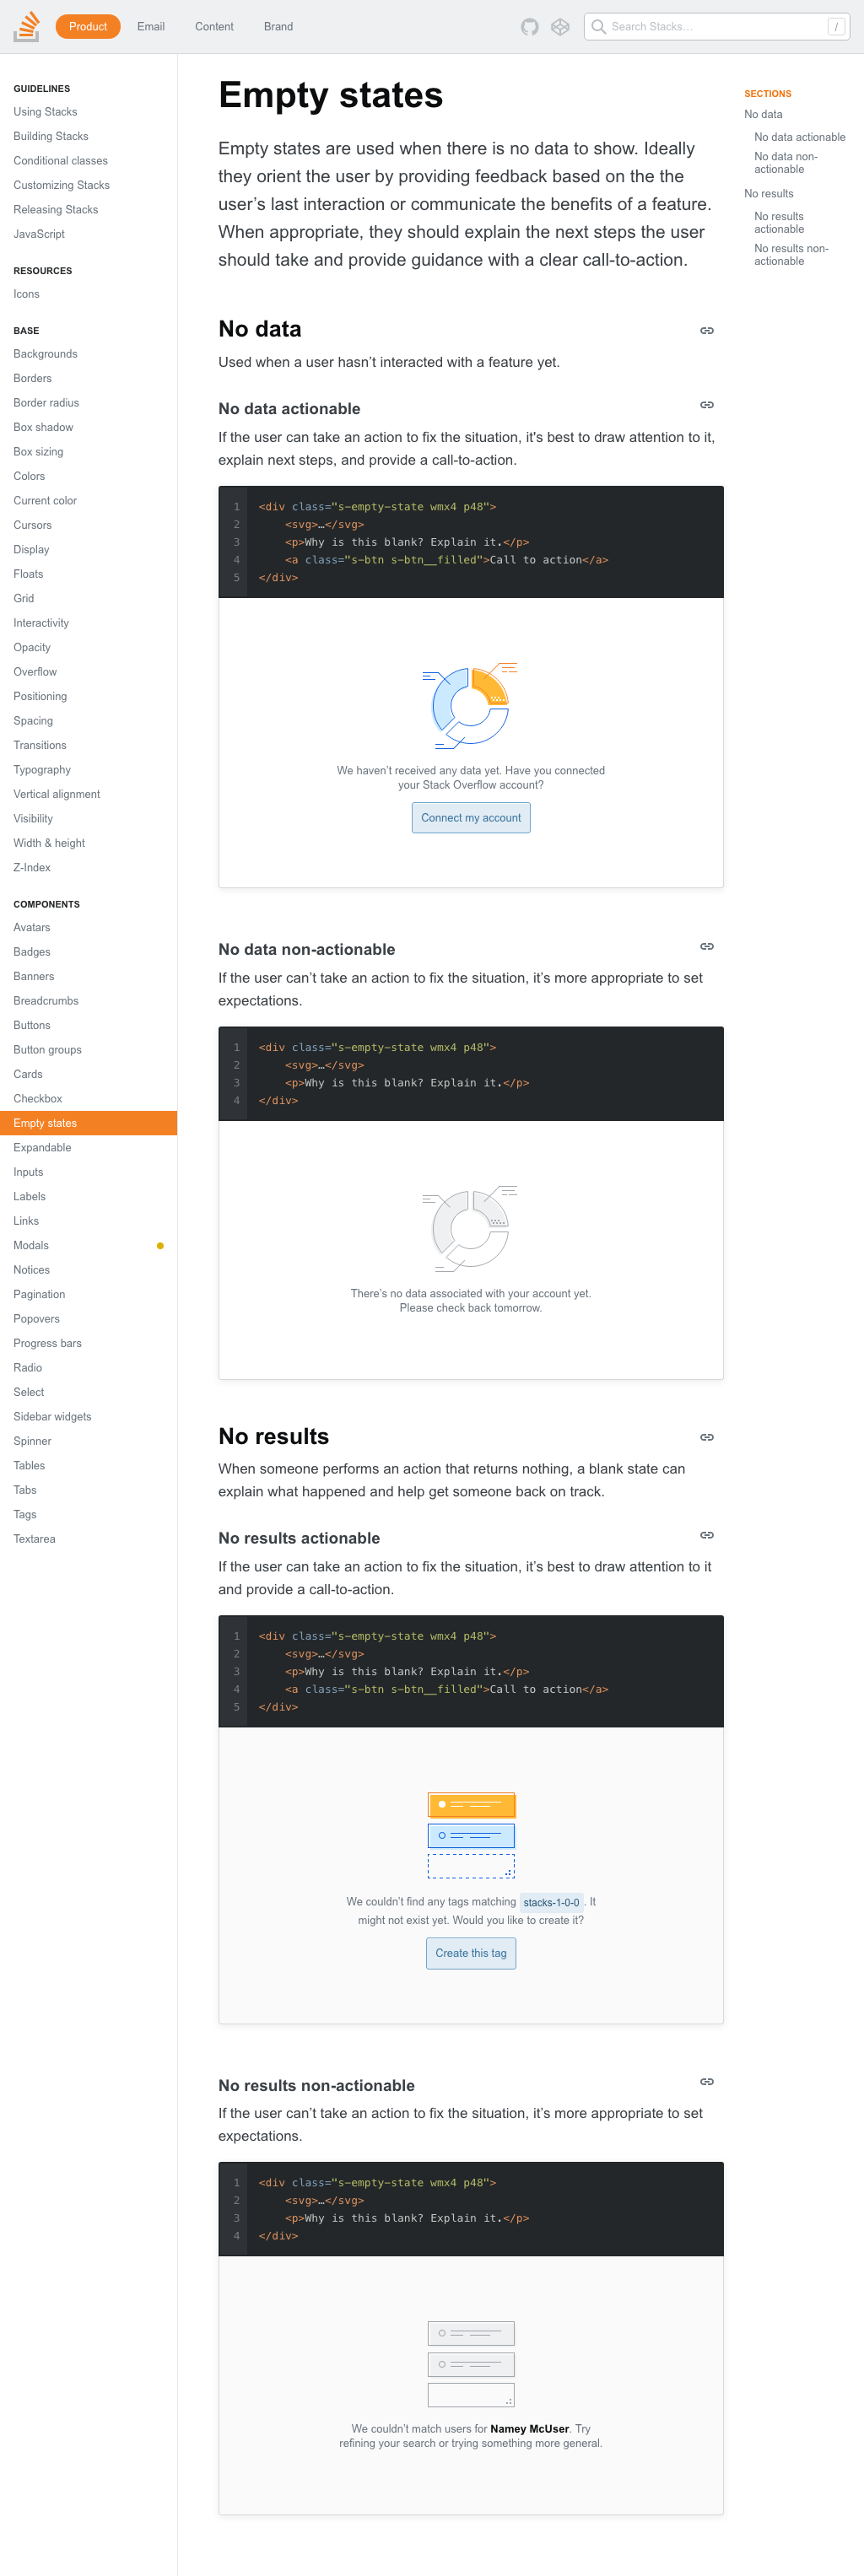 Product Email Content Brand
Search Stacks...
/
GUIDELINES
Using Stacks
Building Stacks
Conditional classes
Customizing Stacks
Releasing Stacks
JavaScript
RESOURCES
Icons
BASE
Backgrounds
Borders
Border radius
Box shadow
Box sizing
Colors
Current color
Cursors
Display
Floats
Grid
Interactivity
Opacity
Overflow
Positioning
Spacing
Transitions
Typography
Vertical alignment
Visibility
Width & height
Z-Index
COMPONENTS
Avatars
Badges
Banners
Breadcrumbs
Buttons
Button groups
Cards
Checkbox
Empty states
Expandable
Inputs
Labels
Links
Modals
Notices
Pagination
Popovers
Progress bars
Radio
Select
Sidebar widgets
Spinner
Tables
Tabs
Tags
Textarea
Empty states
Empty states are used when there is no data to show. Ideally
they orient the user by providing feedback based on the the
user’s last interaction or communicate the benefits of a feature.
When appropriate, they should explain the next steps the user
should take and provide guidance with a clear call-to-action.
No data
Used when a user hasn’t interacted with a feature yet.
No data actionable
If the user can take an action to fix the situation, it's best to draw attention to it,
explain next steps, and provide a call-to-action.
1 <div class="s-empty-state wmx4 p48">
2 <svg>…</svg>
3 <p>Why is this blank? Explain it.</p>
4 <a class="s-btn s-btn__filled">Call to action</a>
5 </div>
We haven’t received any data yet. Have you connected
your Stack Overflow account?
Connect my account
No data non-actionable
If the user can’t take an action to fix the situation, it’s more appropriate to set
expectations.
1 <div class="s-empty-state wmx4 p48">
2 <svg>…</svg>
3 <p>Why is this blank? Explain it.</p>
4 </div>
There’s no data associated with your account yet.
Please check back tomorrow.
No results
When someone performs an action that returns nothing, a blank state can
explain what happened and help get someone back on track.
No results actionable
If the user can take an action to fix the situation, it’s best to draw attention to it
and provide a call-to-action.
1 <div class="s-empty-state wmx4 p48">
2 <svg>…</svg>
3 <p>Why is this blank? Explain it.</p>
4 <a class="s-btn s-btn__filled">Call to action</a>
5 </div>
We couldn’t find any tags matching stacks-1-0-0. It
might not exist yet. Would you like to create it?
Create this tag
No results non-actionable
If the user can’t take an action to fix the situation, it’s more appropriate to set
expectations.
1 <div class="s-empty-state wmx4 p48">
2 <svg>…</svg>
3 <p>Why is this blank? Explain it.</p>
4 </div>
We couldn’t match users for Namey McUser. Try
refining your search or trying something more general.
SECTIONS
No data
No data actionable
No data non-
actionable
No results
No results
actionable
No results non-
actionable